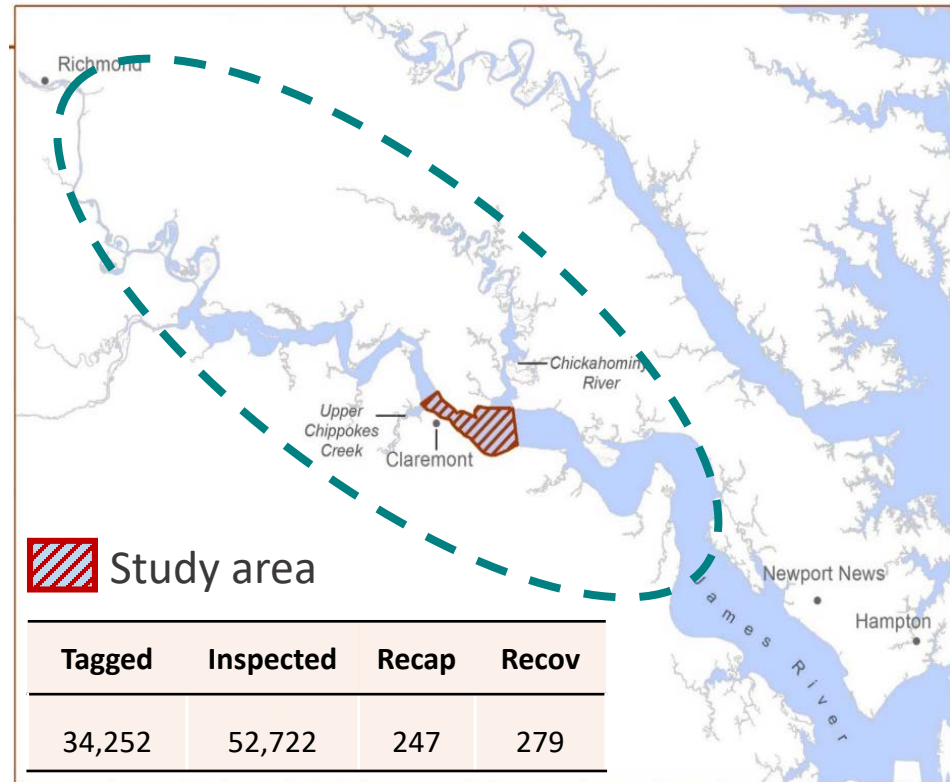 Richmond
Chickahominy
River
Upper
Chippokes
Creek
Claremont
Study area
Newport News
Hampton
James River
Tagged Inspected Recap Recov
34,252 52,722 247 279